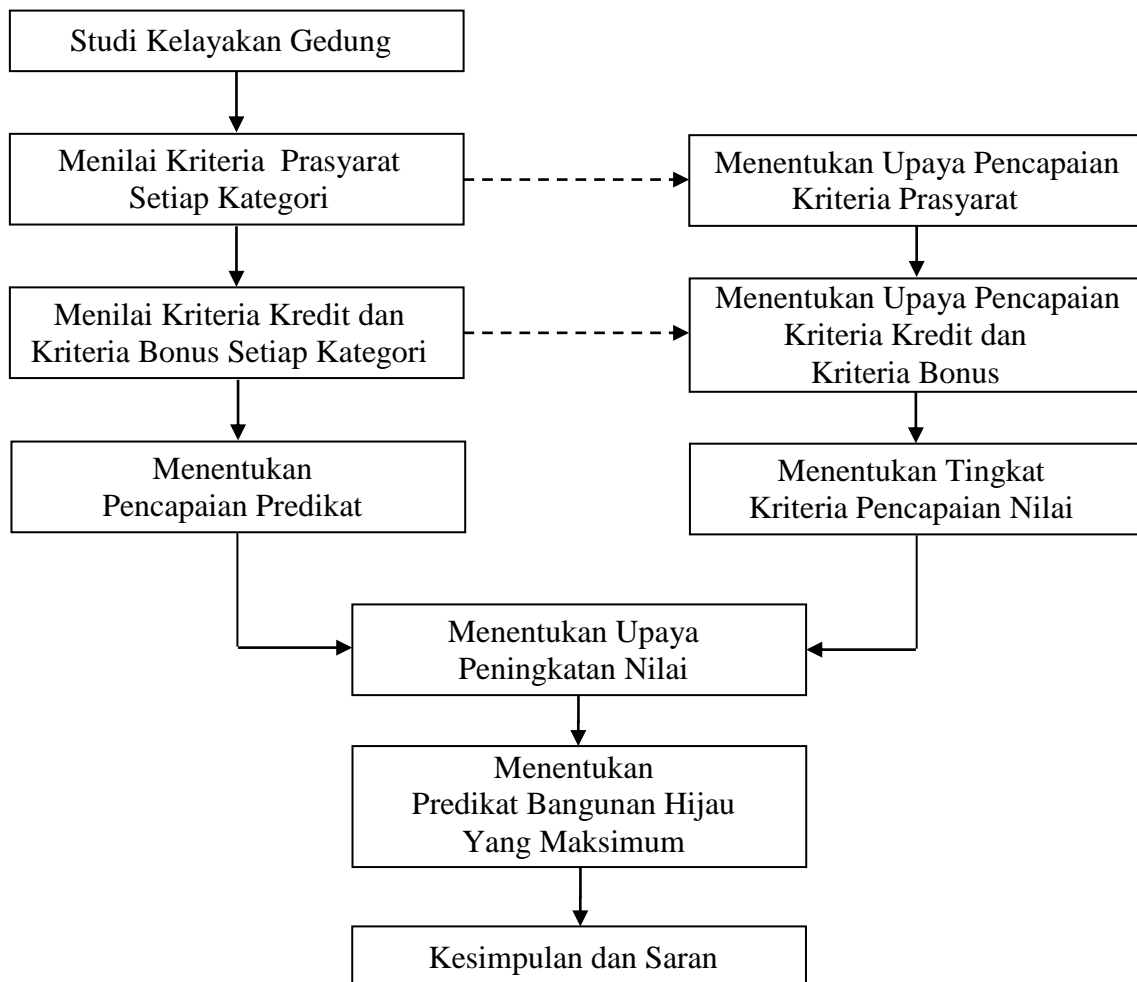 Studi Kelayakan Gedung
Menilai Kriteria Prasyarat
Setiap Kategori
Menentukan Upaya Pencapaian
Kriteria Prasyarat
Menilai Kriteria Kredit dan
Kriteria Bonus Setiap Kategori
Menentukan Upaya Pencapaian
Kriteria Kredit dan
Kriteria Bonus
Menentukan
Pencapaian Predikat
Menentukan Tingkat
Kriteria Pencapaian Nilai
Menentukan Upaya
Peningkatan Nilai
Menentukan
Predikat Bangunan Hijau
Yang Maksimum
Kesimpulan dan Saran